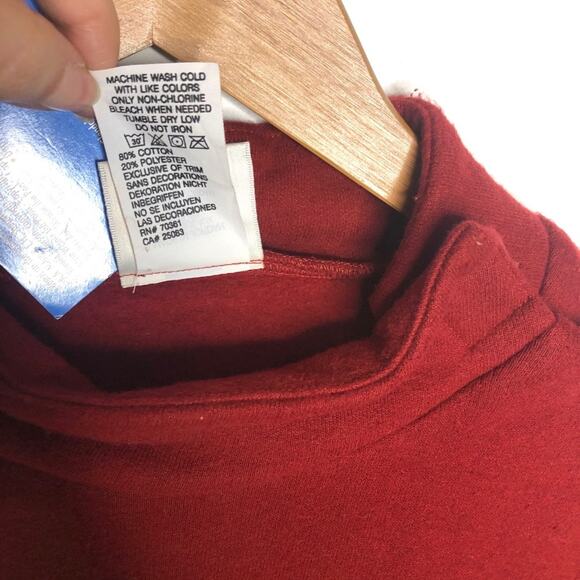 MACHINE WASH COLD
WITH LIKE COLORS
ONLY NON-CHLORINE
BLEACH WHEN NEEDED
TUMBLE DRY LOW
DO NOT IRON
30
80% COTTON
20% POLYESTER
EXCLUSIVE OF TRIM
SANS DECORATIONS
DEKORATION NICHT
INBEGRIFFEN
NO SE INCLUYEN
LAS DECORACIONES
RN# 70361
CA# 25083